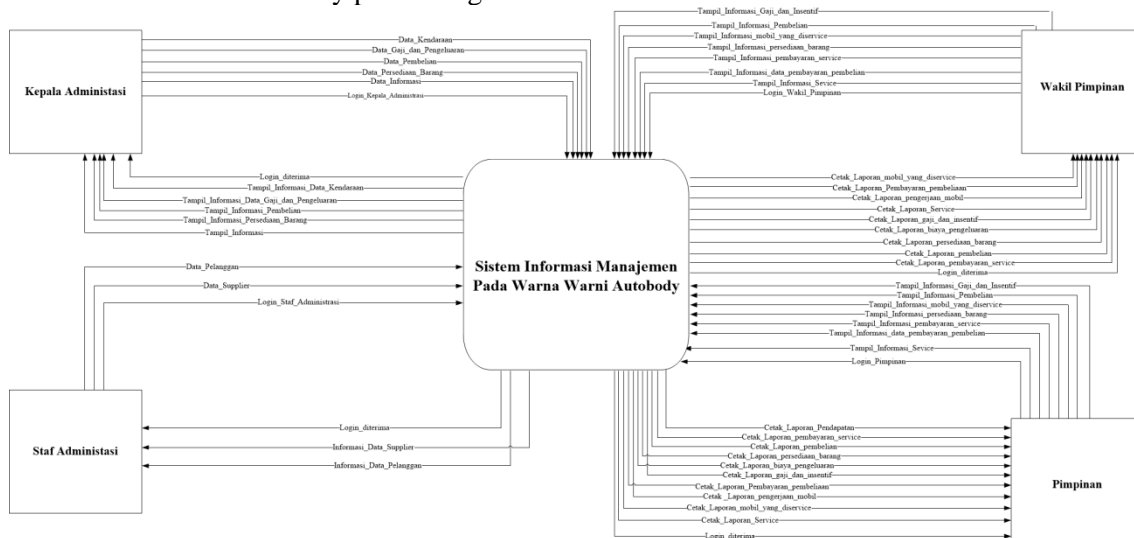 Kepala Administasi
Data_Kendaraan
Data_Gaji_dan_Pengeluaran
Data_Pembelian
Data_Persediaan_Barang
Data_Informasi
Login_Kepala_Administrasi
Login_diterima
Tampil_Informasi_Data_Kendaraan
Tampil_Informasi_Data_Gaji_dan_Pengeluaran
Tampil_Informasi_Pembelian
Tampil_Informasi_Persediaan_Barang
Tampil_Informasi
Tampil_Informasi_Gaji_dan_Insentif
Tampil_Informasi_Pembelian
Tampil_Informasi_mobil_yang_diservice
Tampil_Informasi_persediaan_barang
Tampil_Informasi_pembayaran_service
Tampil_Informasi_data_pembayaran_pembelian
Tampil_Informasi_Sevice
Login_Wakil_Pimpinan
Wakil Pimpinan
Cetak_Laporan_mobil_yang_diservice
Cetak_Laporan_Pembayaran_pembeliaan
Cetak_Laporan_pengerjaan_mobil
Cetak_Laporan_Service
Cetak_Laporan_gaji_dan_insentif
Cetak_Laporan_biaya_pengeluaran
Cetak_Laporan_persediaan_barang
Cetak_Laporan_pembelian
Cetak_Laporan_pembayaran_service
Login_diterima
Sistem Informasi Manajemen
Pada Warna Warni Autobody
Data_Pelanggan
Data_Supplier
Login_Staf_Administrasi
Staf Administasi
Login_diterima
Informasi_Data_Supplier
Informasi_Data_Pelanggan
Tampil_Informasi_Gaji_dan_Insentif
Tampil_Informasi_Pembelian
Tampil_Informasi_mobil_yang_diservice
Tampil_Informasi_persediaan_barang
Tampil_Informasi_pembayaran_service
Tampil_Informasi_data_pembayaran_pembelian
Tampil_Informasi_Sevice
Login_Pimpinan
Cetak_Laporan_Pendapatan
Cetak_Laporan_pembayaran_service
Cetak_Laporan_pembelian
Cetak_Laporan_persediaan_barang
Cetak_Laporan_biaya_pengeluaran
Cetak_Laporan_gaji_dan_insentif
Cetak_Laporan_Pembayaran_pembeliaan
Cetak _Laporan_pengerjaan_mobil
Cetak_Laporan_mobil_yang_diservice
Cetak_Laporan_Service
Login_diterima
Pimpinan